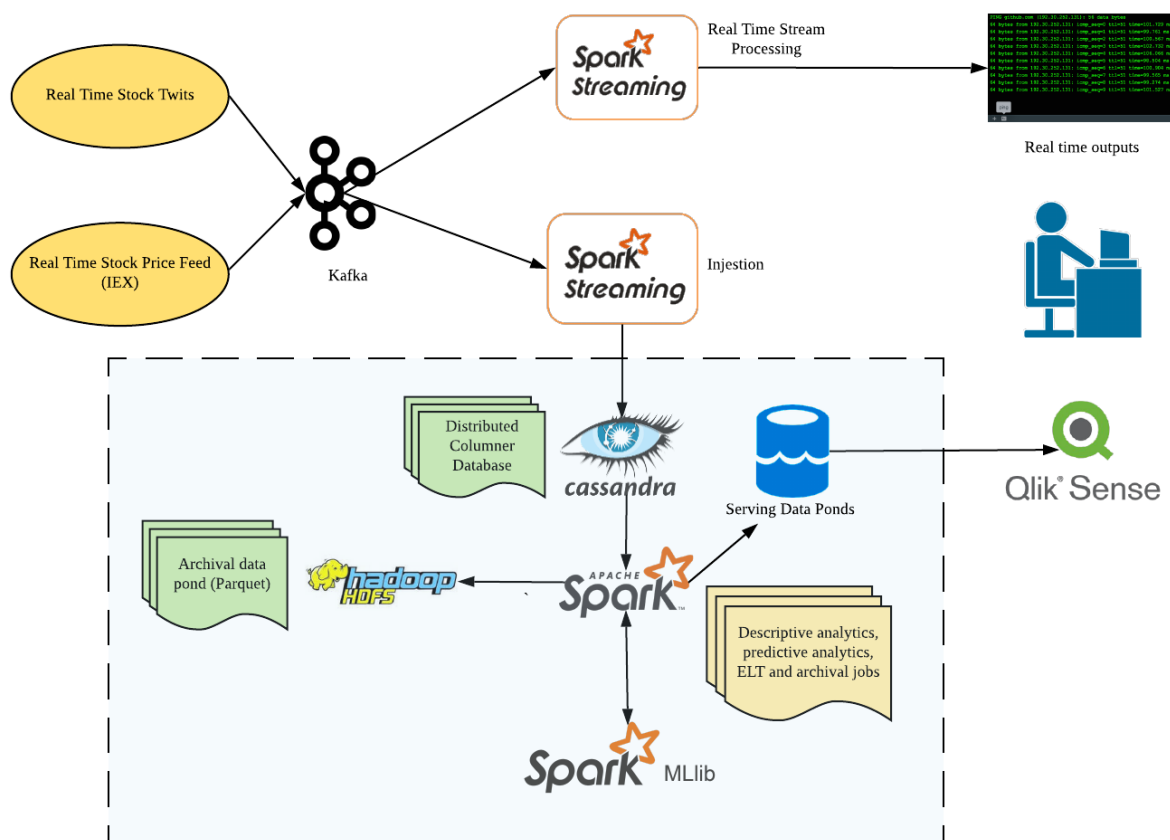 Real Time Stock Twits
Real Time Stock Price Feed
(IEX)
Kafka
Spark
Streaming
Real Time Stream
Processing
Real time outputs
Spark
Streaming
Injestion
Distributed
Columner
Database
cassandra
Serving Data Ponds
Qlik® Sense
Archival data
pond (Parquet)
hadoop
HDFS
APACHE
Spark™
Descriptive analytics,
predictive analytics,
ELT and archival jobs
Spark MLlib